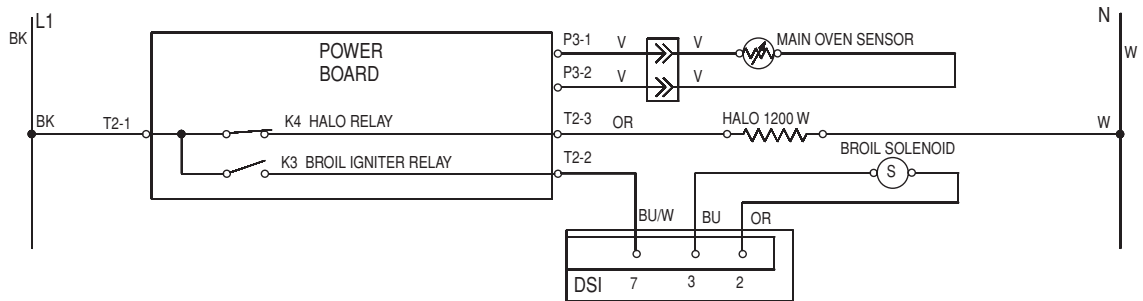 L1 N
BK W
POWER
BOARD
P3-1 V V MAIN OVEN SENSOR
P3-2 V V
BK T2-1 K4 HALO RELAY T2-3 OR HALO 1200 W W
K3 BROIL IGNITER RELAY T2-2 BROIL SOLENOID
S
BU/W BU OR
DSI 7 3 2